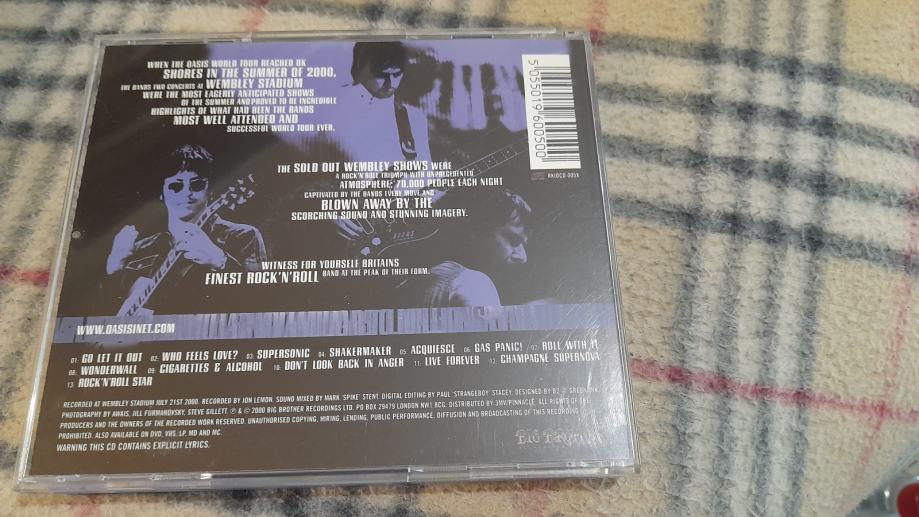 WHEN THE OASIS WORLD TOUR REACHED UK
SHORES IN THE SUMMER OF 2000,
THE BANDS TWO CONCERTS AT WEMBLEY STADIUM
WERE THE MOST EAGERLY ANTICIPATED SHOWS
OF THE SUMMER AND PROVED TO BE INCREDIBLE
HIGHLIGHTS OF WHAT HAD BEEN THE BANDS
MOST WELL ATTENDED AND
SUCCESSFUL WORLD TOUR EVER.
5 055019 600500
RKIDCD 005X
THE SOLD OUT WEMBLEY SHOWS WERE
A ROCK'N'ROLL TRIUMPH WITH UNPRECEDENTED
ATMOSPHERE; 70,000 PEOPLE EACH NIGHT
CAPTIVATED BY THE BANDS EVERY MOVE AND
BLOWN AWAY BY THE
SCORCHING SOUND AND STUNNING IMAGERY.
WITNESS FOR YOURSELF BRITAINS
FINEST ROCK'N'ROLL BAND AT THE PEAK OF THEIR FORM.
WWW.OASISINET.COM
01. GO LET IT OUT 02. WHO FEELS LOVE? 03. SUPERSONIC 04. SHAKERMAKER 05. ACQUIESCE 06. GAS PANIC! 07. ROLL WITH IT
08. WONDERWALL 09. CIGARETTES & ALCOHOL 10. DON'T LOOK BACK IN ANGER 11. LIVE FOREVER 12. CHAMPAGNE SUPERNOVA
13. ROCK'N'ROLL STAR
RECORDED AT WEMBLEY STADIUM JULY 21ST 2000. RECORDED BY JON LEMON. SOUND MIXED BY MARK 'SPIKE' STENT. DIGITAL EDITING BY PAUL 'STRANGEBOY' STACEY. DESIGNED BY B2 @ GREEN INK.
PHOTOGRAPHY BY AWAIS, JILL FURMANOVSKY, STEVE GILLETT. ℗ & © 2000 BIG BROTHER RECORDINGS LTD. PO BOX 29479 LONDON NW1 8CG. DISTRIBUTED BY 3MV/PINNACLE. ALL RIGHTS OF THE
PRODUCERS AND THE OWNERS OF THE RECORDED WORK RESERVED. UNAUTHORISED COPYING, HIRING, LENDING, PUBLIC PERFORMANCE, DIFFUSION AND BROADCASTING OF THIS RECORDING
PROHIBITED. ALSO AVAILABLE ON DVD, VHS, LP, MD AND MC.
WARNING THIS CD CONTAINS EXPLICIT LYRICS.
BIG BROTHER